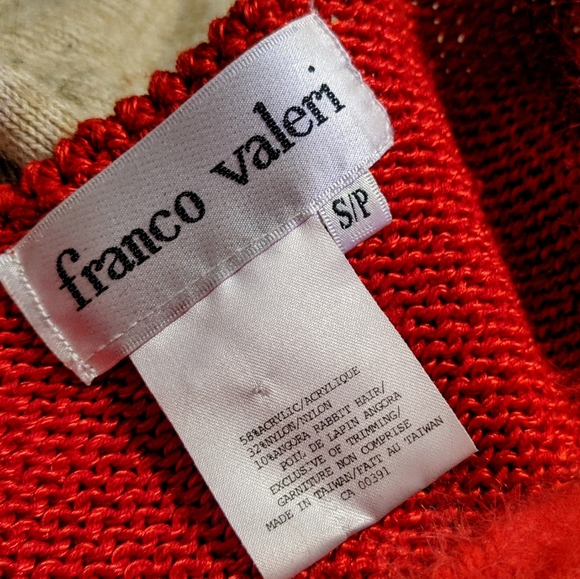 franco valeri
S/P
58%ACRYLIC/ACRYLIQUE
32%NYLON/NYLON
10%ANGORA RABBIT HAIR/
POIL DE LAPIN ANGORA
EXCLUSIVE OF TRIMMING/
GARNITURE NON COMPRISE
MADE IN TAIWAN/FAIT AU TAIWAN
CA 00391